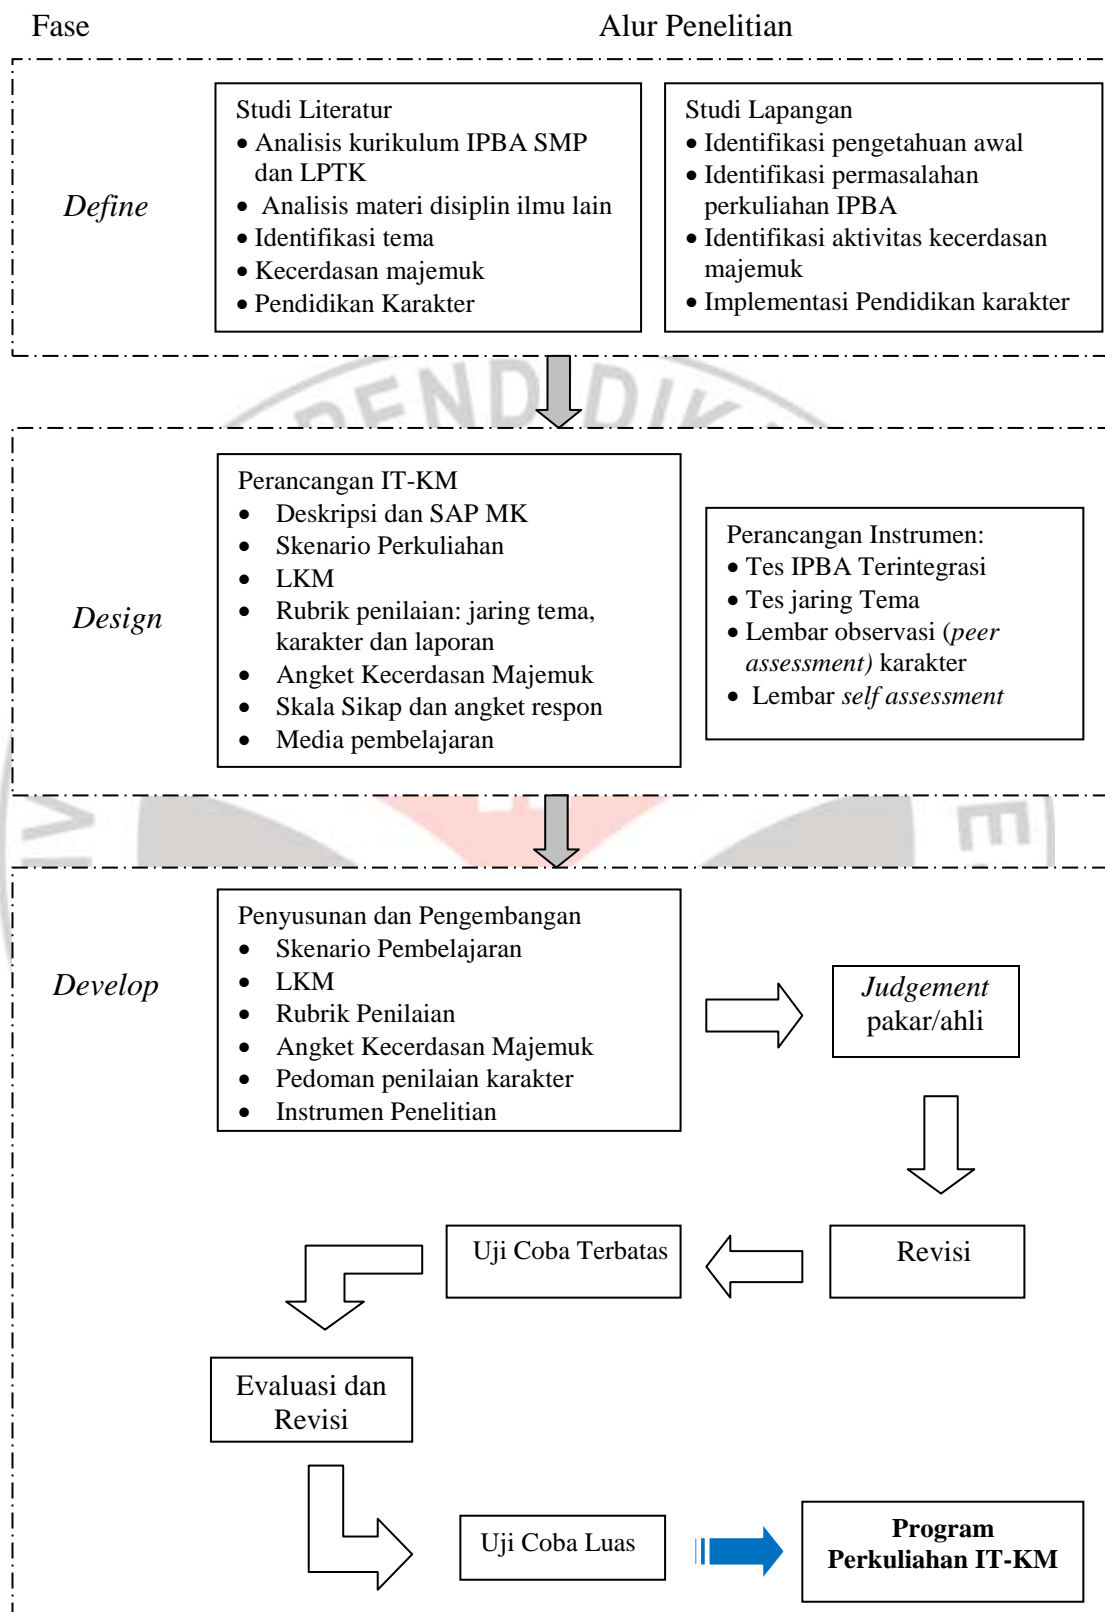 Fase
Alur Penelitian
Define
Studi Literatur
• Analisis kurikulum IPBA SMP
dan LPTK
• Analisis materi disiplin ilmu lain
• Identifikasi tema
• Kecerdasan majemuk
• Pendidikan Karakter
Studi Lapangan
• Identifikasi pengetahuan awal
• Identifikasi permasalahan
perkuliahan IPBA
• Identifikasi aktivitas kecerdasan
majemuk
• Implementasi Pendidikan karakter
Design
Perancangan IT-KM
• Deskripsi dan SAP MK
• Skenario Perkuliahan
• LKM
• Rubrik penilaian: jaring tema,
karakter dan laporan
• Angket Kecerdasan Majemuk
• Skala Sikap dan angket respon
• Media pembelajaran
Perancangan Instrumen:
• Tes IPBA Terintegrasi
• Tes jaring Tema
• Lembar observasi (peer
assessment) karakter
• Lembar self assessment
Develop
Penyusunan dan Pengembangan
• Skenario Pembelajaran
• LKM
• Rubrik Penilaian
• Angket Kecerdasan Majemuk
• Pedoman penilaian karakter
• Instrumen Penelitian
Judgement
pakar/ahli
Revisi
Uji Coba Terbatas
Evaluasi dan
Revisi
Uji Coba Luas
Program
Perkuliahan IT-KM